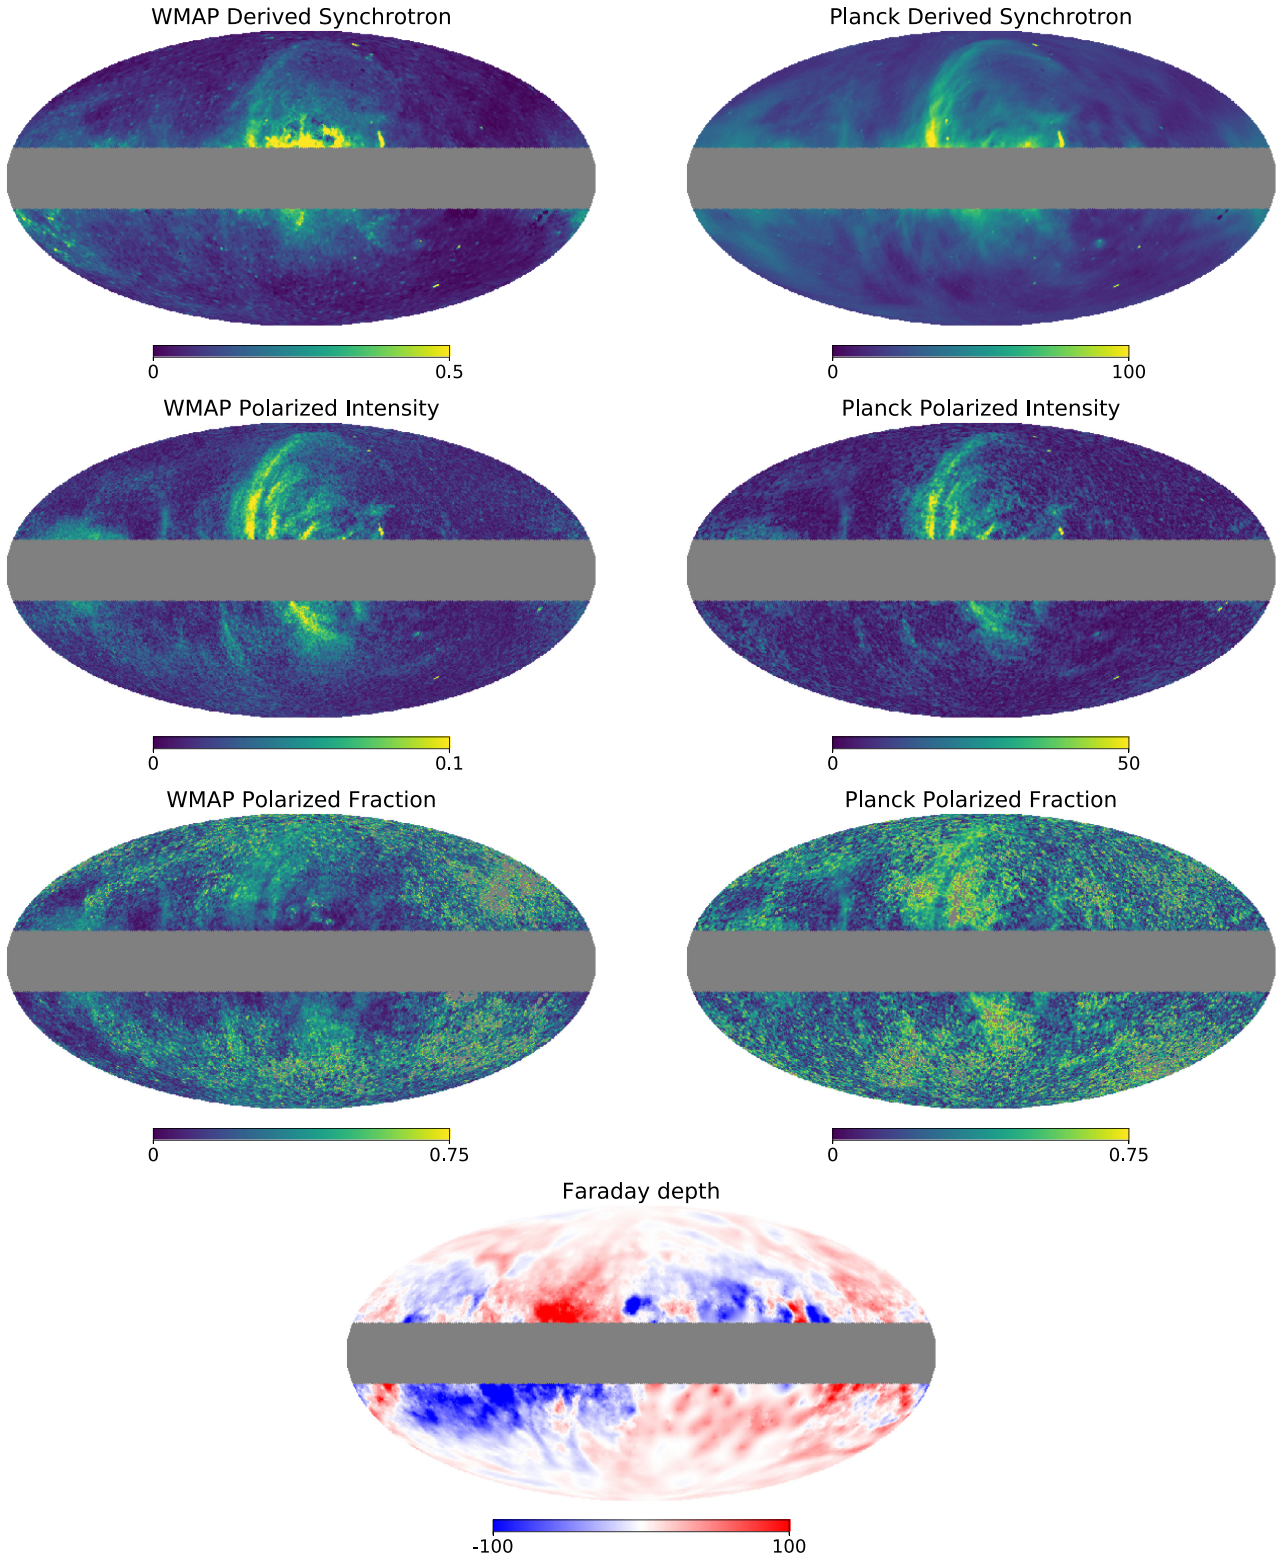 WMAP Derived Synchrotron
Planck Derived Synchrotron
0 0.5
0 100
WMAP Polarized Intensity
Planck Polarized Intensity
0 0.1
0 50
WMAP Polarized Fraction
Planck Polarized Fraction
0 0.75
0 0.75
Faraday depth
-100 100